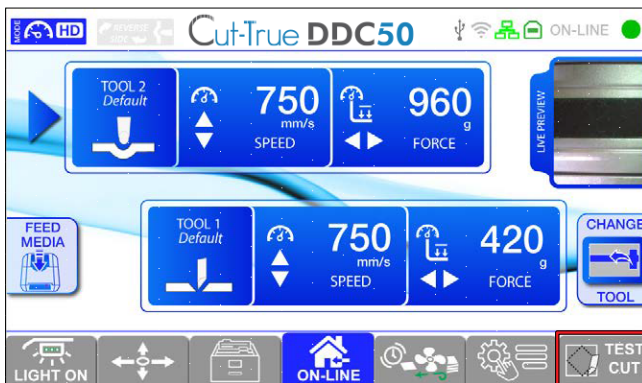 MODE
HD
REVERSE
SIDE
Cut-True DDC50
ON-LINE
TOOL 2
Default
750
mm/s
SPEED
960
g
FORCE
LIVE PREVIEW
FEED
MEDIA
TOOL 1
Default
750
mm/s
SPEED
420
g
FORCE
CHANGE
TOOL
LIGHT ON
ON-LINE
TEST
CUT